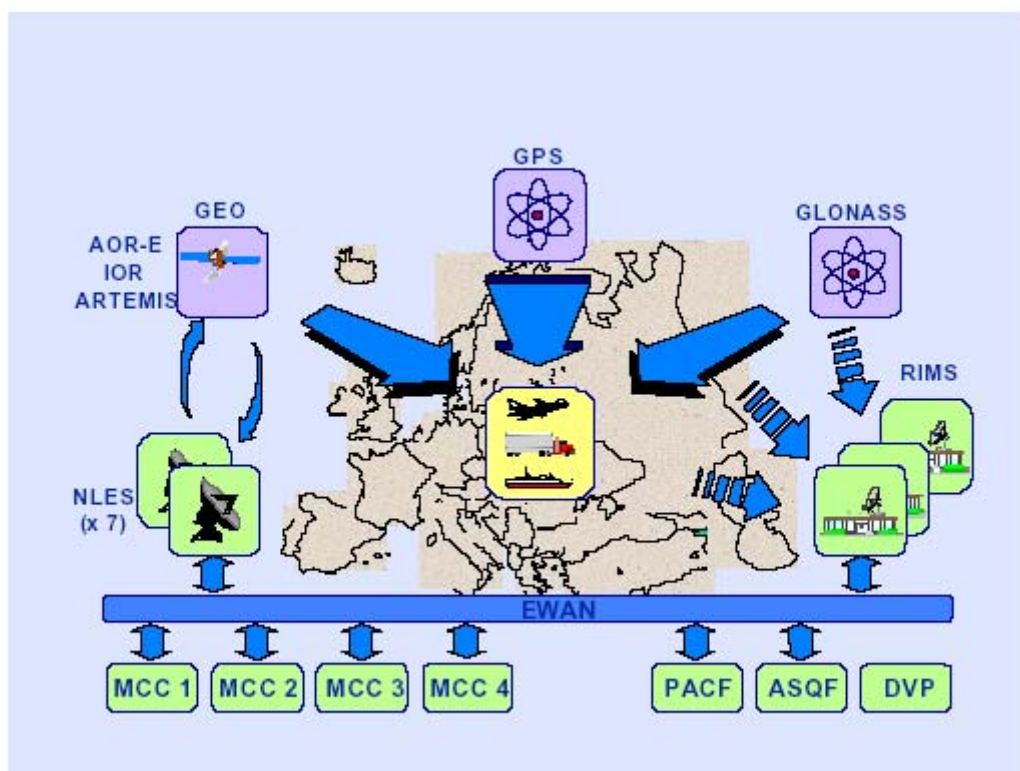 GPS
GEO
GLONASS
AOR-E
IOR
ARTEMIS
RIMS
NLES
(x 7)
EWAN
MCC 1
MCC 2
MCC 3
MCC 4
PACF
ASQF
DVP